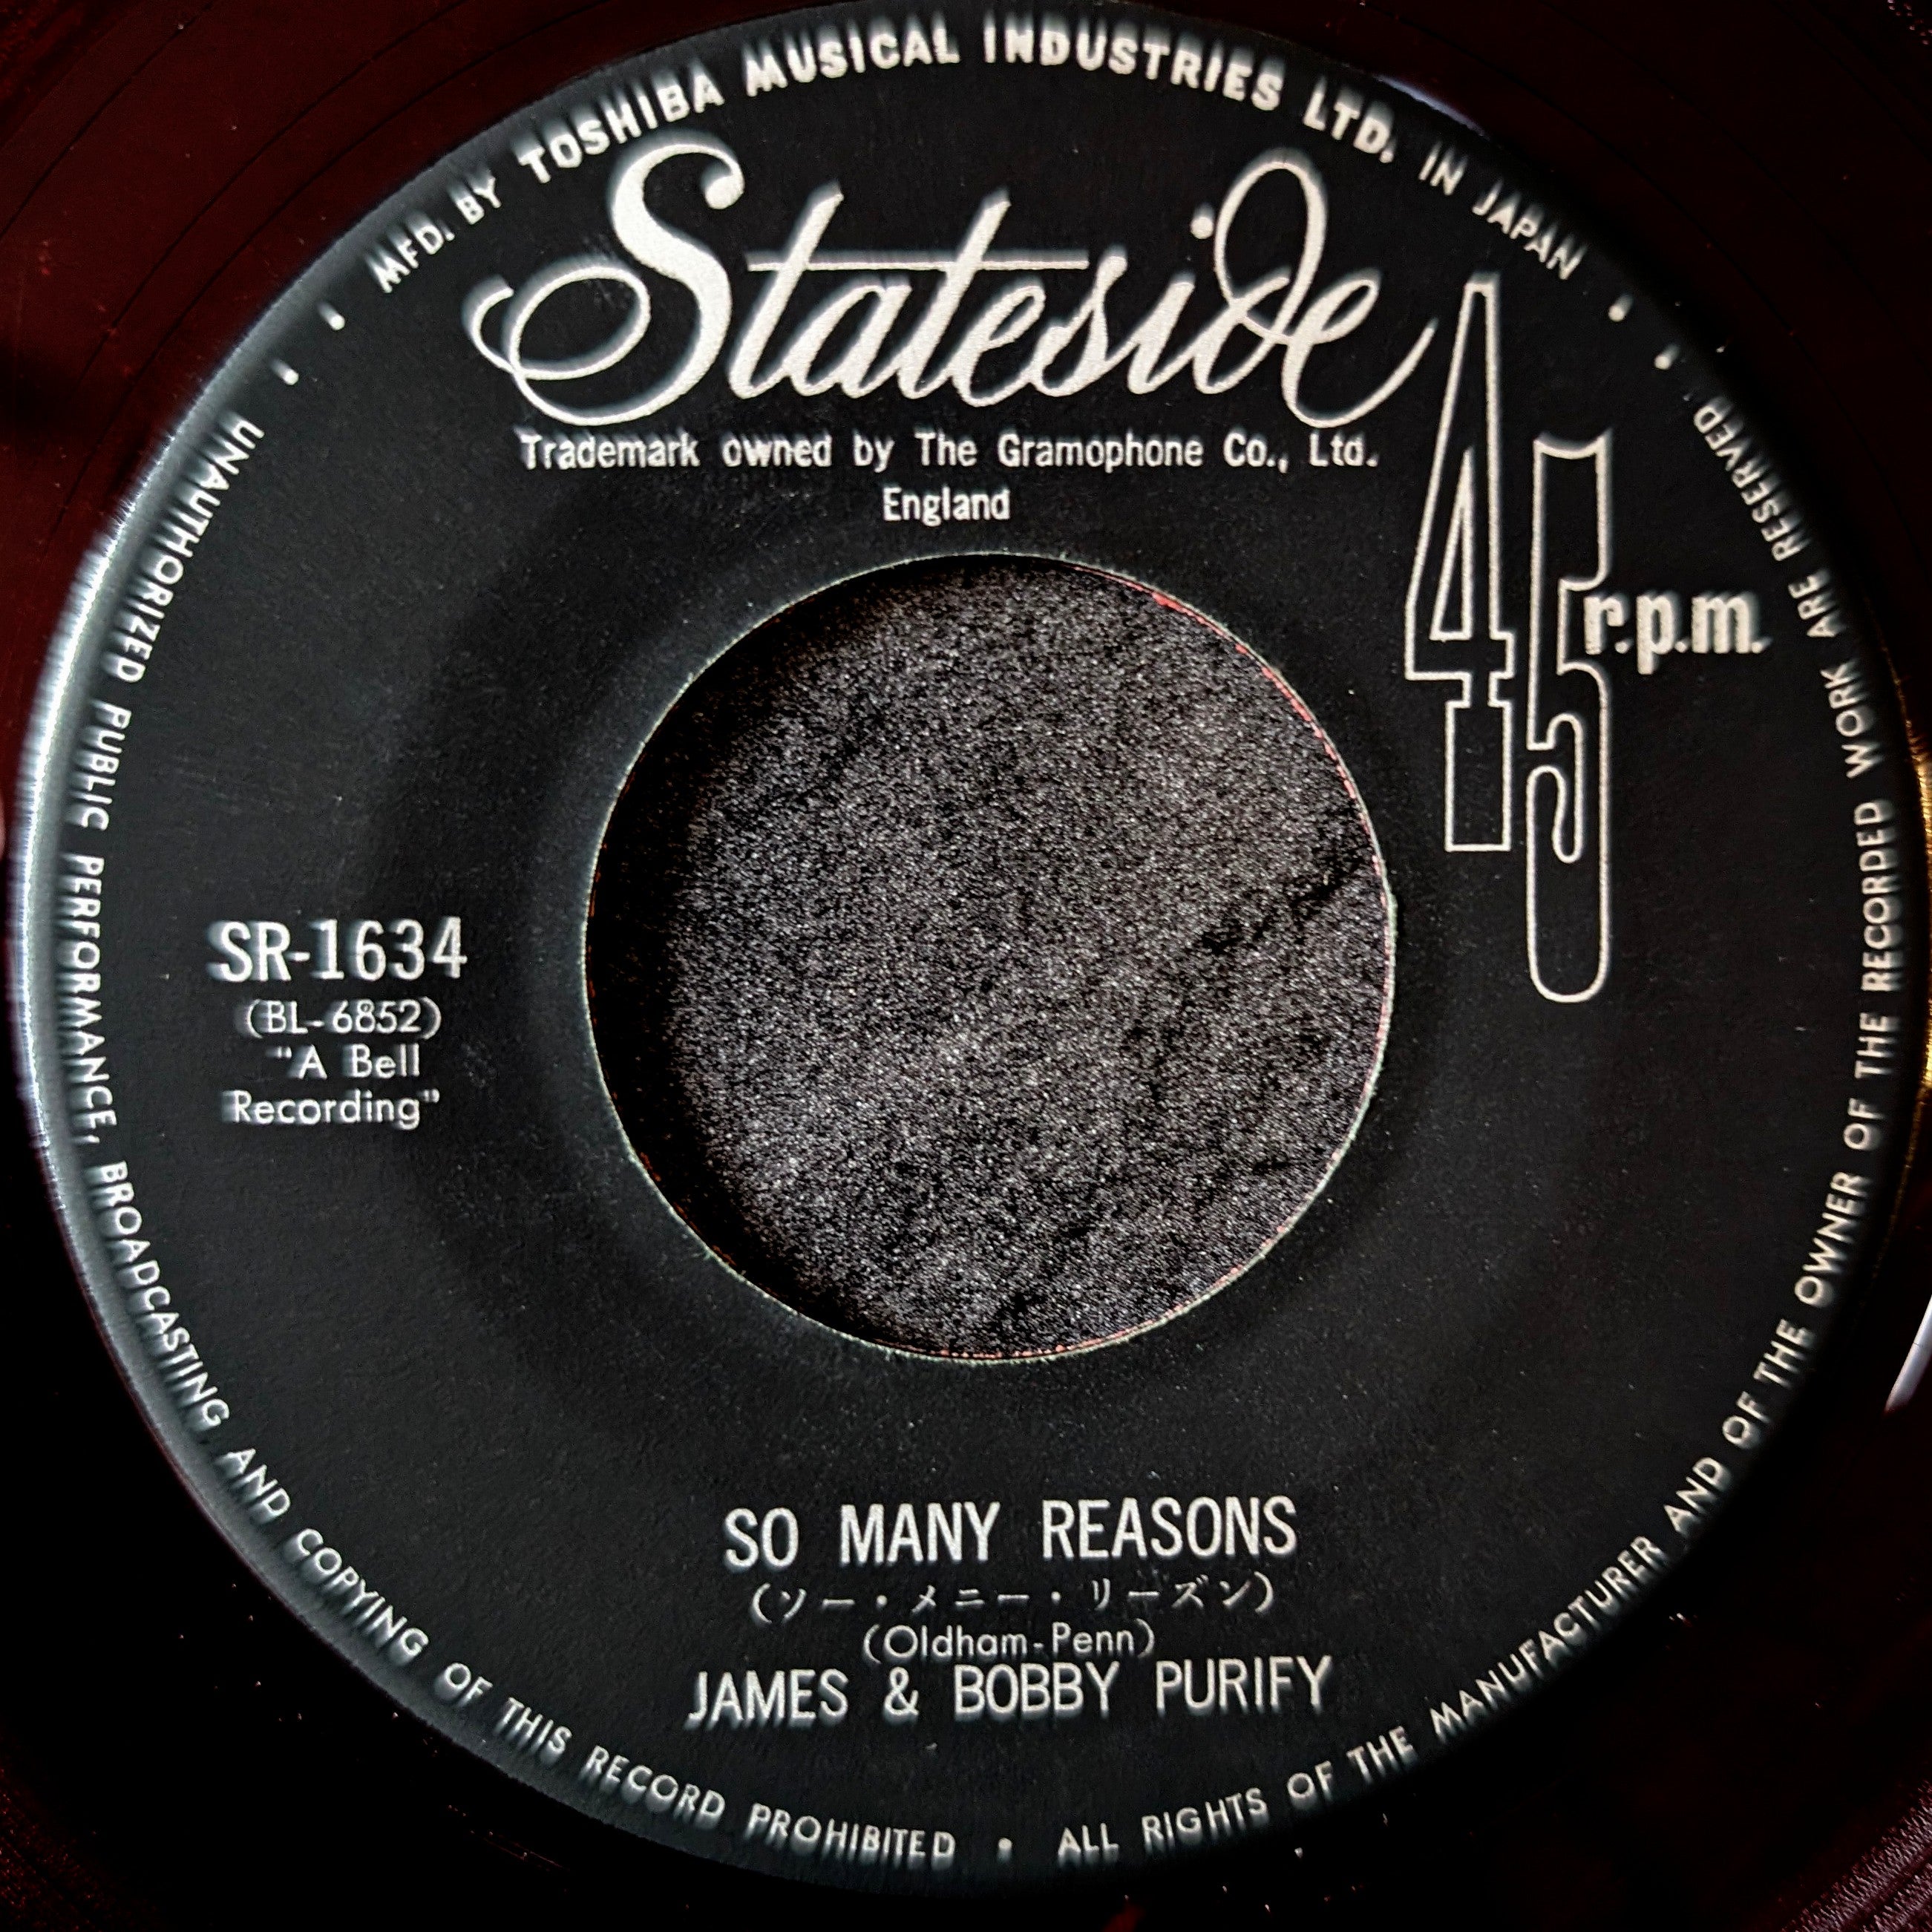 MFD. BY TOSHIBA MUSICAL INDUSTRIES LTD. IN JAPAN
Stateside
Trademark owned by The Gramophone Co., Ltd.
England
45 r.p.m.
SR-1634
(BL-6852)
"A Bell
Recording"
SO MANY REASONS
(ソー・メニー・リーズン)
(Oldham-Penn)
JAMES & BOBBY PURIFY
UNAUTHORIZED PUBLIC PERFORMANCE, BROADCASTING AND COPYING OF THIS RECORD PROHIBITED • ALL RIGHTS OF THE MANUFACTURER AND OF THE OWNER OF THE RECORDED WORK ARE RESERVED.